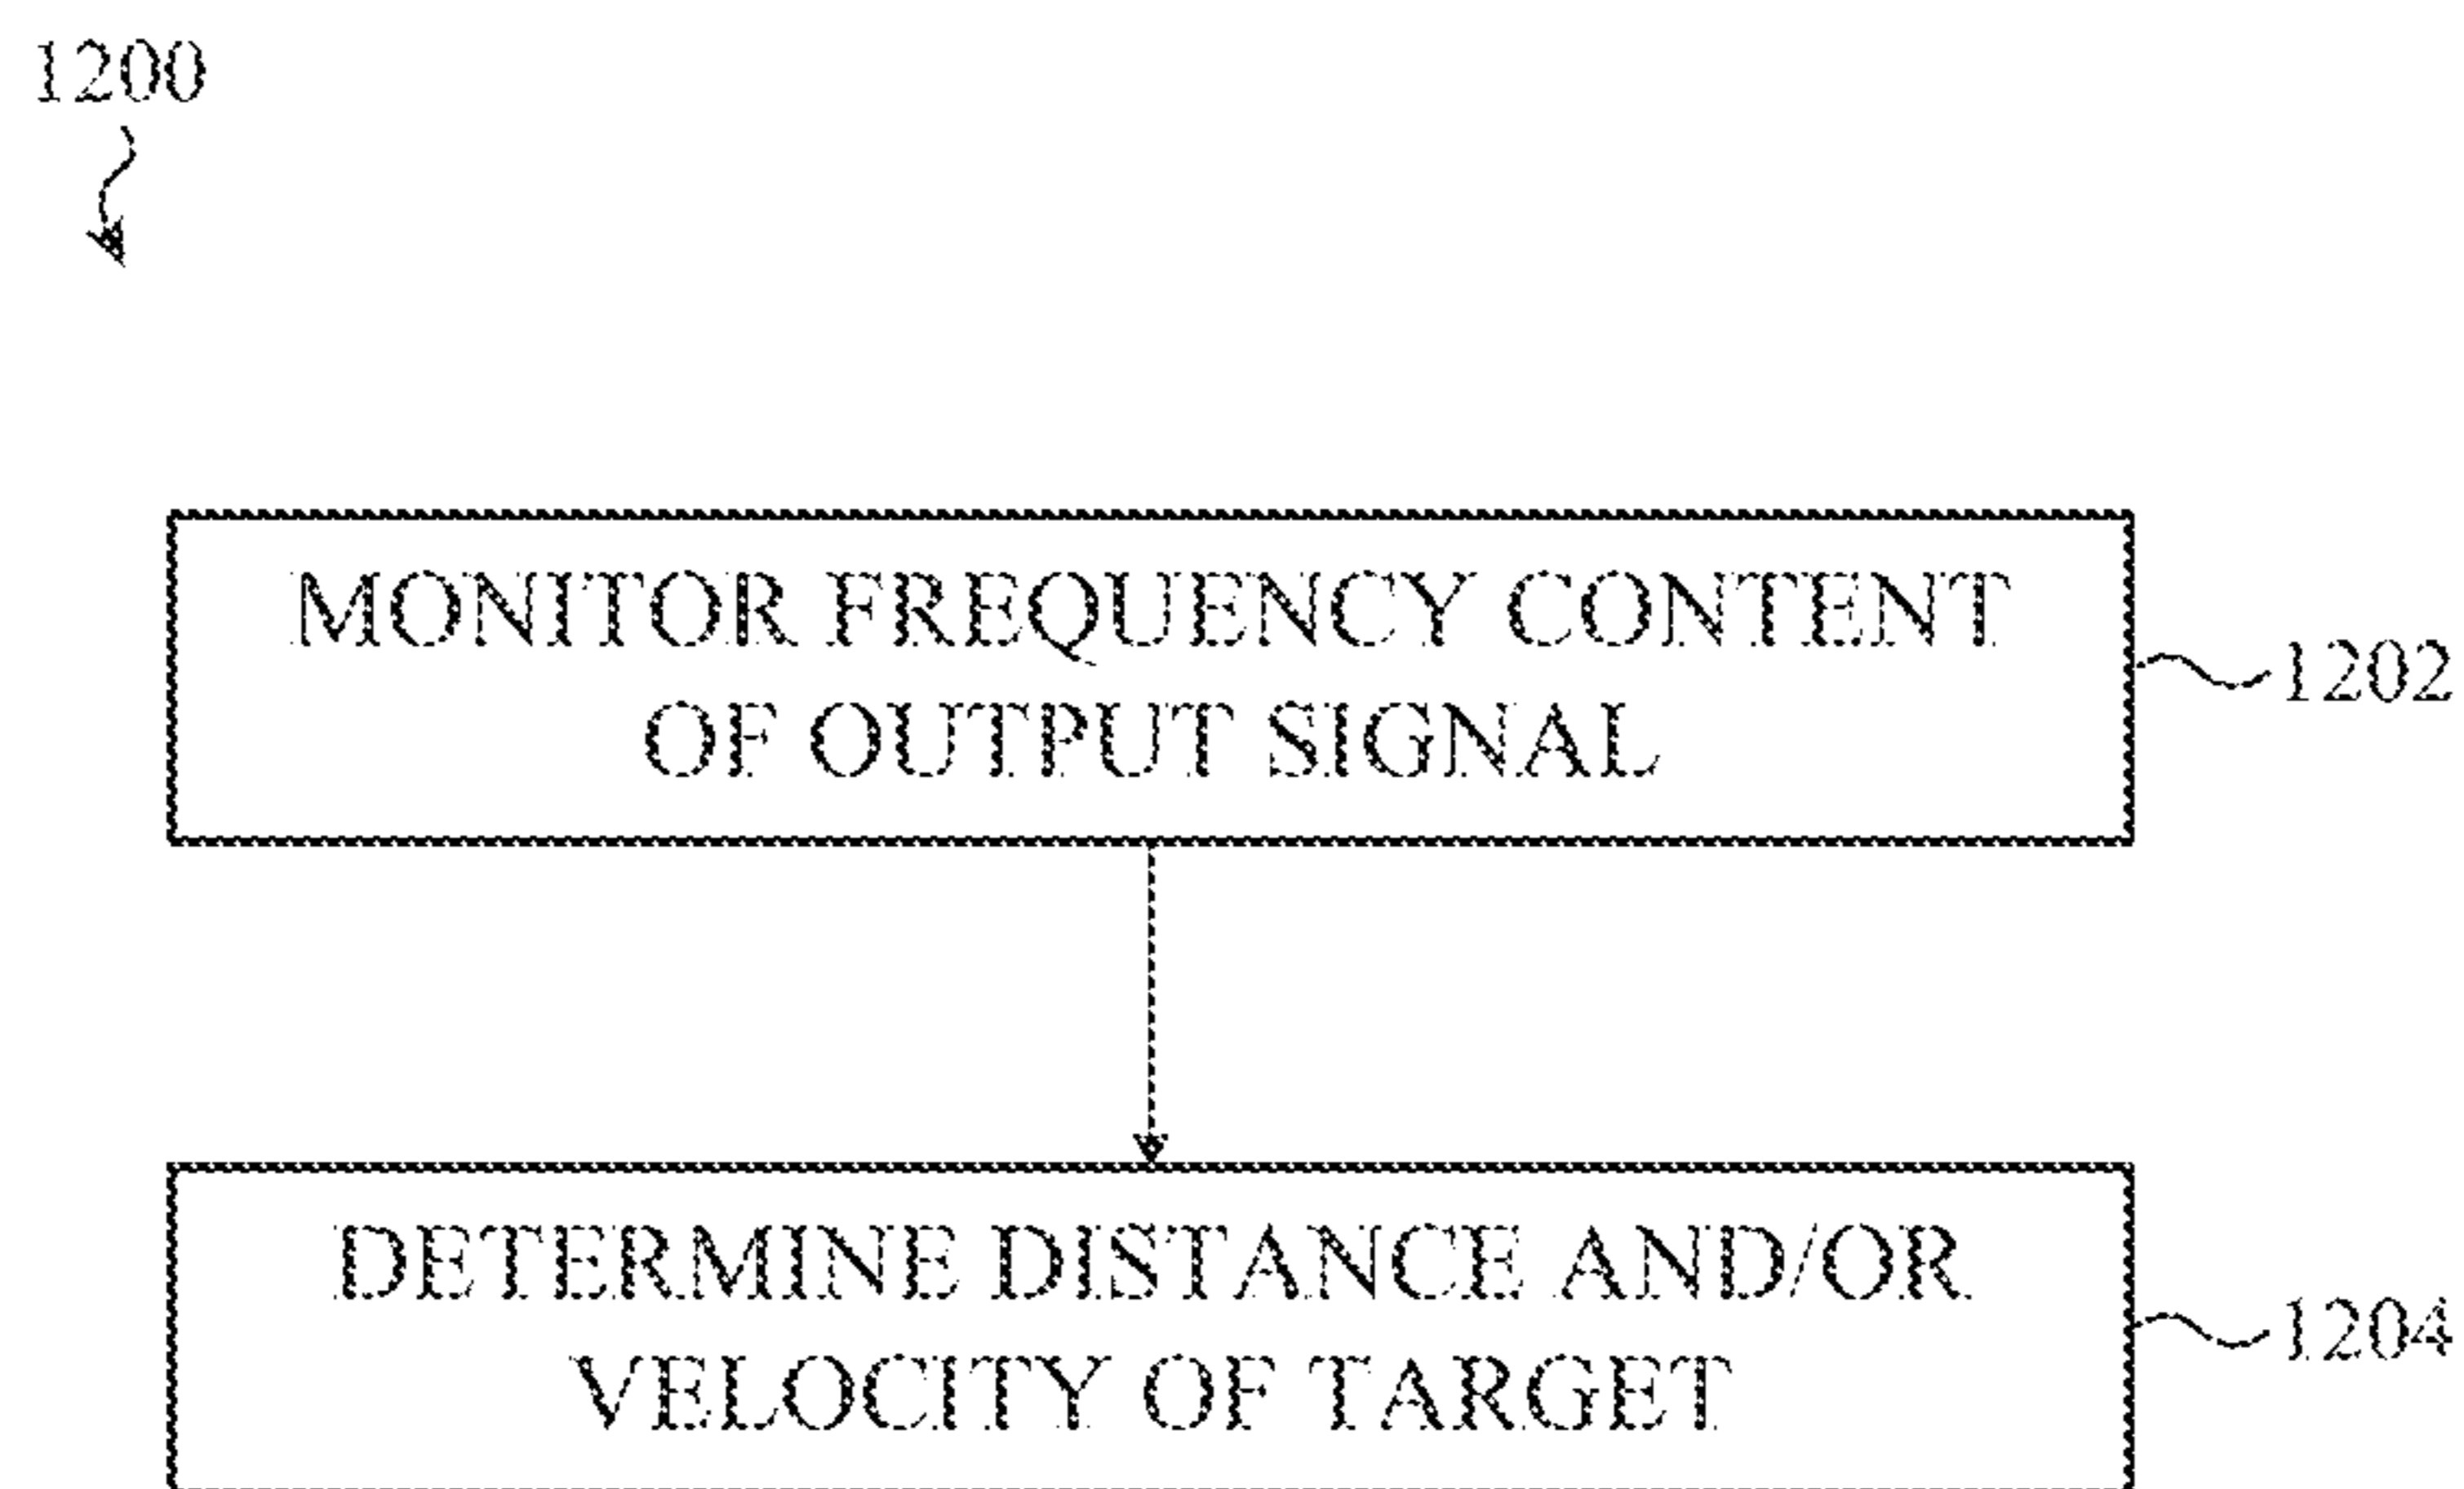 1200
MONITOR FREQUENCY CONTENT
OF OUTPUT SIGNAL
1202
DETERMINE DISTANCE AND/OR
VELOCITY OF TARGET
1204